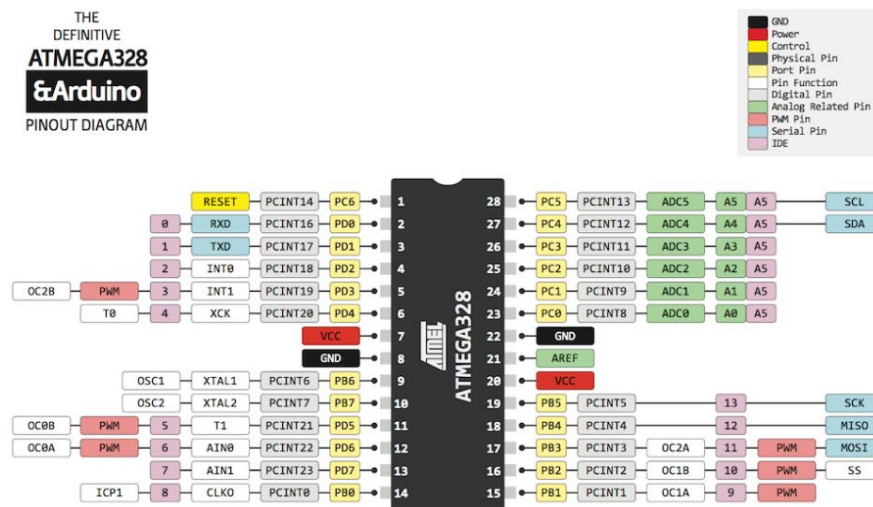 THE
DEFINITIVE
ATMEGA328
&Arduino
PINOUT DIAGRAM
GND
Power
Control
Physical Pin
Port Pin
Pin Function
Digital Pin
Analog Related Pin
PWM Pin
Serial Pin
IDE
RESET PCINT14 PC6 1 28 PC5 PCINT13 ADC5 A5 A5 SCL
0 RXD PCINT16 PD0 2 27 PC4 PCINT12 ADC4 A4 A5 SDA
1 TXD PCINT17 PD1 3 26 PC3 PCINT11 ADC3 A3 A5
2 INT0 PCINT18 PD2 4 25 PC2 PCINT10 ADC2 A2 A5
OC2B PWM 3 INT1 PCINT19 PD3 5 24 PC1 PCINT9 ADC1 A1 A5
T0 4 XCK PCINT20 PD4 6 23 PC0 PCINT8 ADC0 A0 A5
VCC 7 22 GND
GND 8 21 AREF
OSC1 XTAL1 PCINT6 PB6 9 20 VCC
OSC2 XTAL2 PCINT7 PB7 10 19 PB5 PCINT5 13 SCK
OC0B PWM 5 T1 PCINT21 PD5 11 18 PB4 PCINT4 12 MISO
OC0A PWM 6 AIN0 PCINT22 PD6 12 17 PB3 PCINT3 OC2A 11 PWM MOSI
7 AIN1 PCINT23 PD7 13 16 PB2 PCINT2 OC1B 10 PWM SS
ICP1 8 CLKO PCINT0 PB0 14 15 PB1 PCINT1 OC1A 9 PWM
ATMEL
ATMEGA328